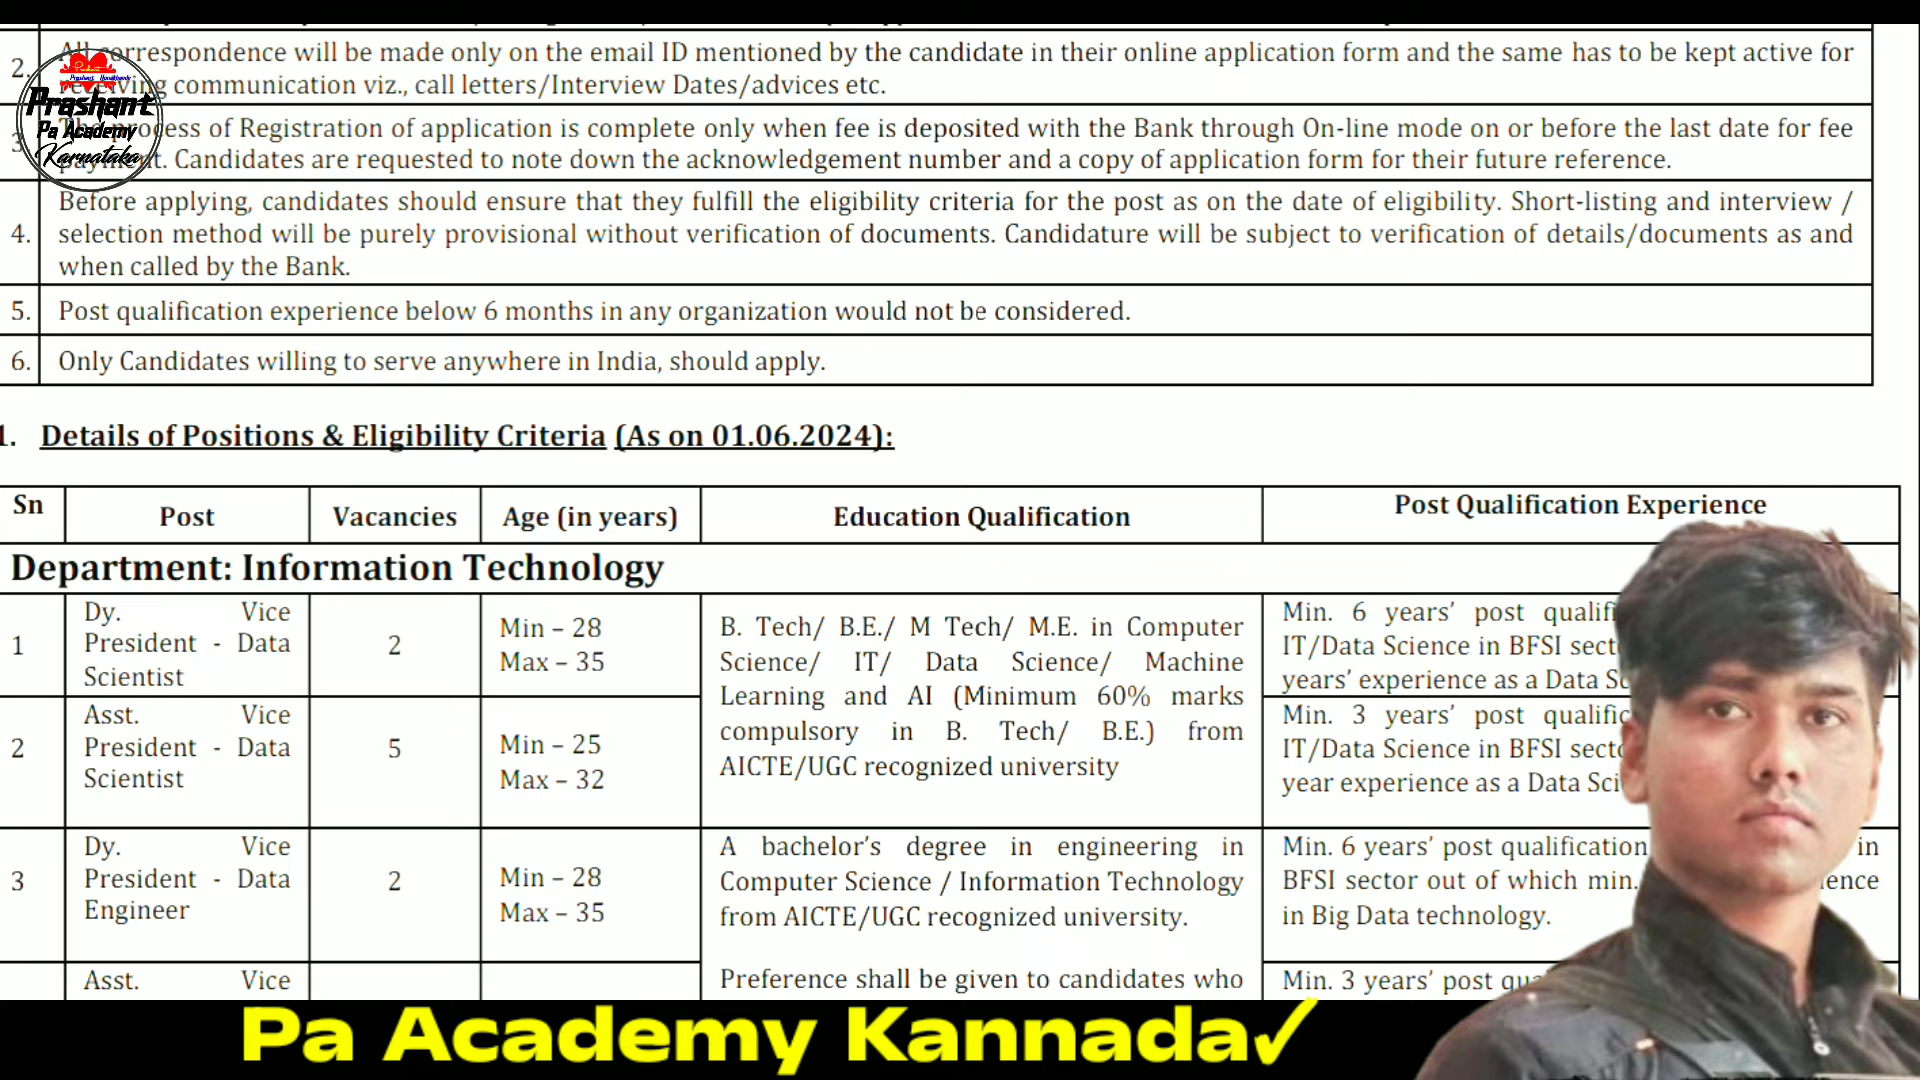 2. All correspondence will be made only on the email ID mentioned by the candidate in their online application form and the same has to be kept active for
receiving communication viz., call letters/Interview Dates/advices etc.
Prashant
Pa Academy
Karnataka
3 The process of Registration of application is complete only when fee is deposited with the Bank through On-line mode on or before the last date for fee
payment. Candidates are requested to note down the acknowledgement number and a copy of application form for their future reference.
Before applying, candidates should ensure that they fulfill the eligibility criteria for the post as on the date of eligibility. Short-listing and interview /
4. selection method will be purely provisional without verification of documents. Candidature will be subject to verification of details/documents as and
when called by the Bank.
5. Post qualification experience below 6 months in any organization would not be considered.
6. Only Candidates willing to serve anywhere in India, should apply.
1. Details of Positions & Eligibility Criteria (As on 01.06.2024):
Sn Post Vacancies Age (in years) Education Qualification Post Qualification Experience
Department: Information Technology
1
Dy. Vice
President - Data
Scientist
2
Min – 28
Max – 35
B. Tech/ B.E./ M Tech/ M.E. in Computer
Science/ IT/ Data Science/ Machine
Learning and AI (Minimum 60% marks
compulsory in B. Tech/ B.E.) from
AICTE/UGC recognized university
Min. 6 years’ post
IT/Data Science in BFSI
years’ experience as a Data
2
Asst. Vice
President - Data
Scientist
5
Min – 25
Max – 32
Min. 3 years’ post
IT/Data Science in BFSI
year experience as a Data
3
Dy. Vice
President - Data
Engineer
2
Min – 28
Max – 35
A bachelor’s degree in engineering in
Computer Science / Information Technology
from AICTE/UGC recognized university.
Min. 6 years’ post qualification in
BFSI sector out of which min.
in Big Data technology.
Asst. Vice
Preference shall be given to candidates who
Min. 3 years’ post
Pa Academy Kannada✓